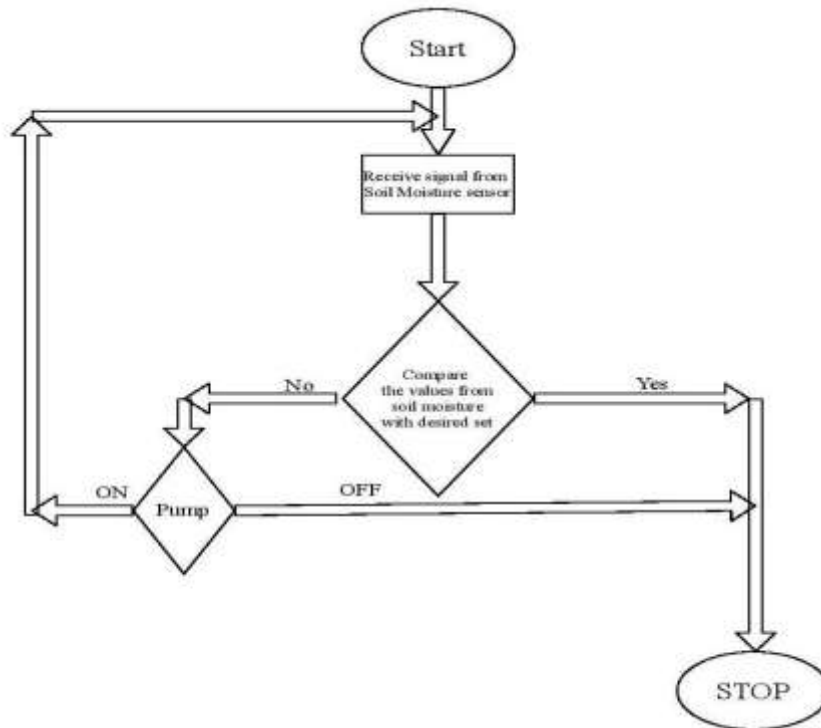 Start
Receive signal from
Soil Moisture sensor
Compare
the values from
soil moisture
with desired set
No
Yes
ON
Pump
OFF
STOP